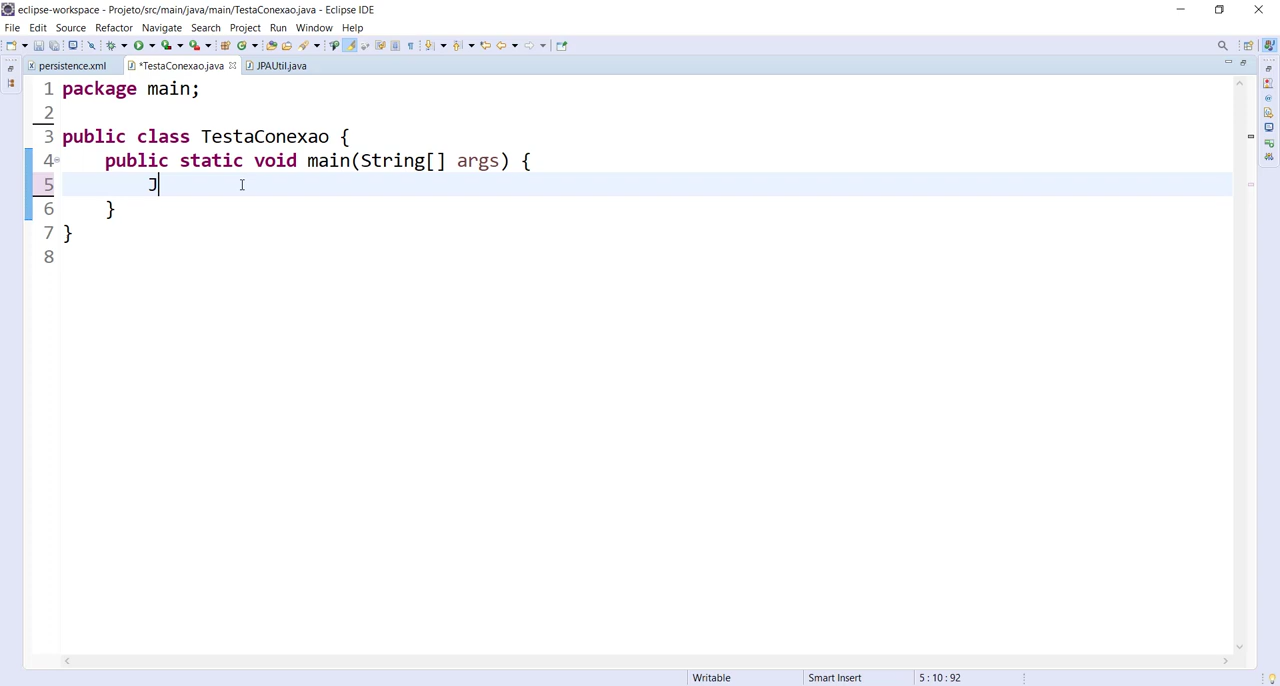 eclipse-workspace - Projeto/src/main/java/main/TestaConexao.java - Eclipse IDE
File Edit Source Refactor Navigate Search Project Run Window Help
persistence.xml *TestaConexao.java JPAUtil.java
1 package main;
2
3 public class TestaConexao {
4 public static void main(String[] args) {
5 J
6 }
7 }
8
Writable Smart Insert 5 : 10 : 92